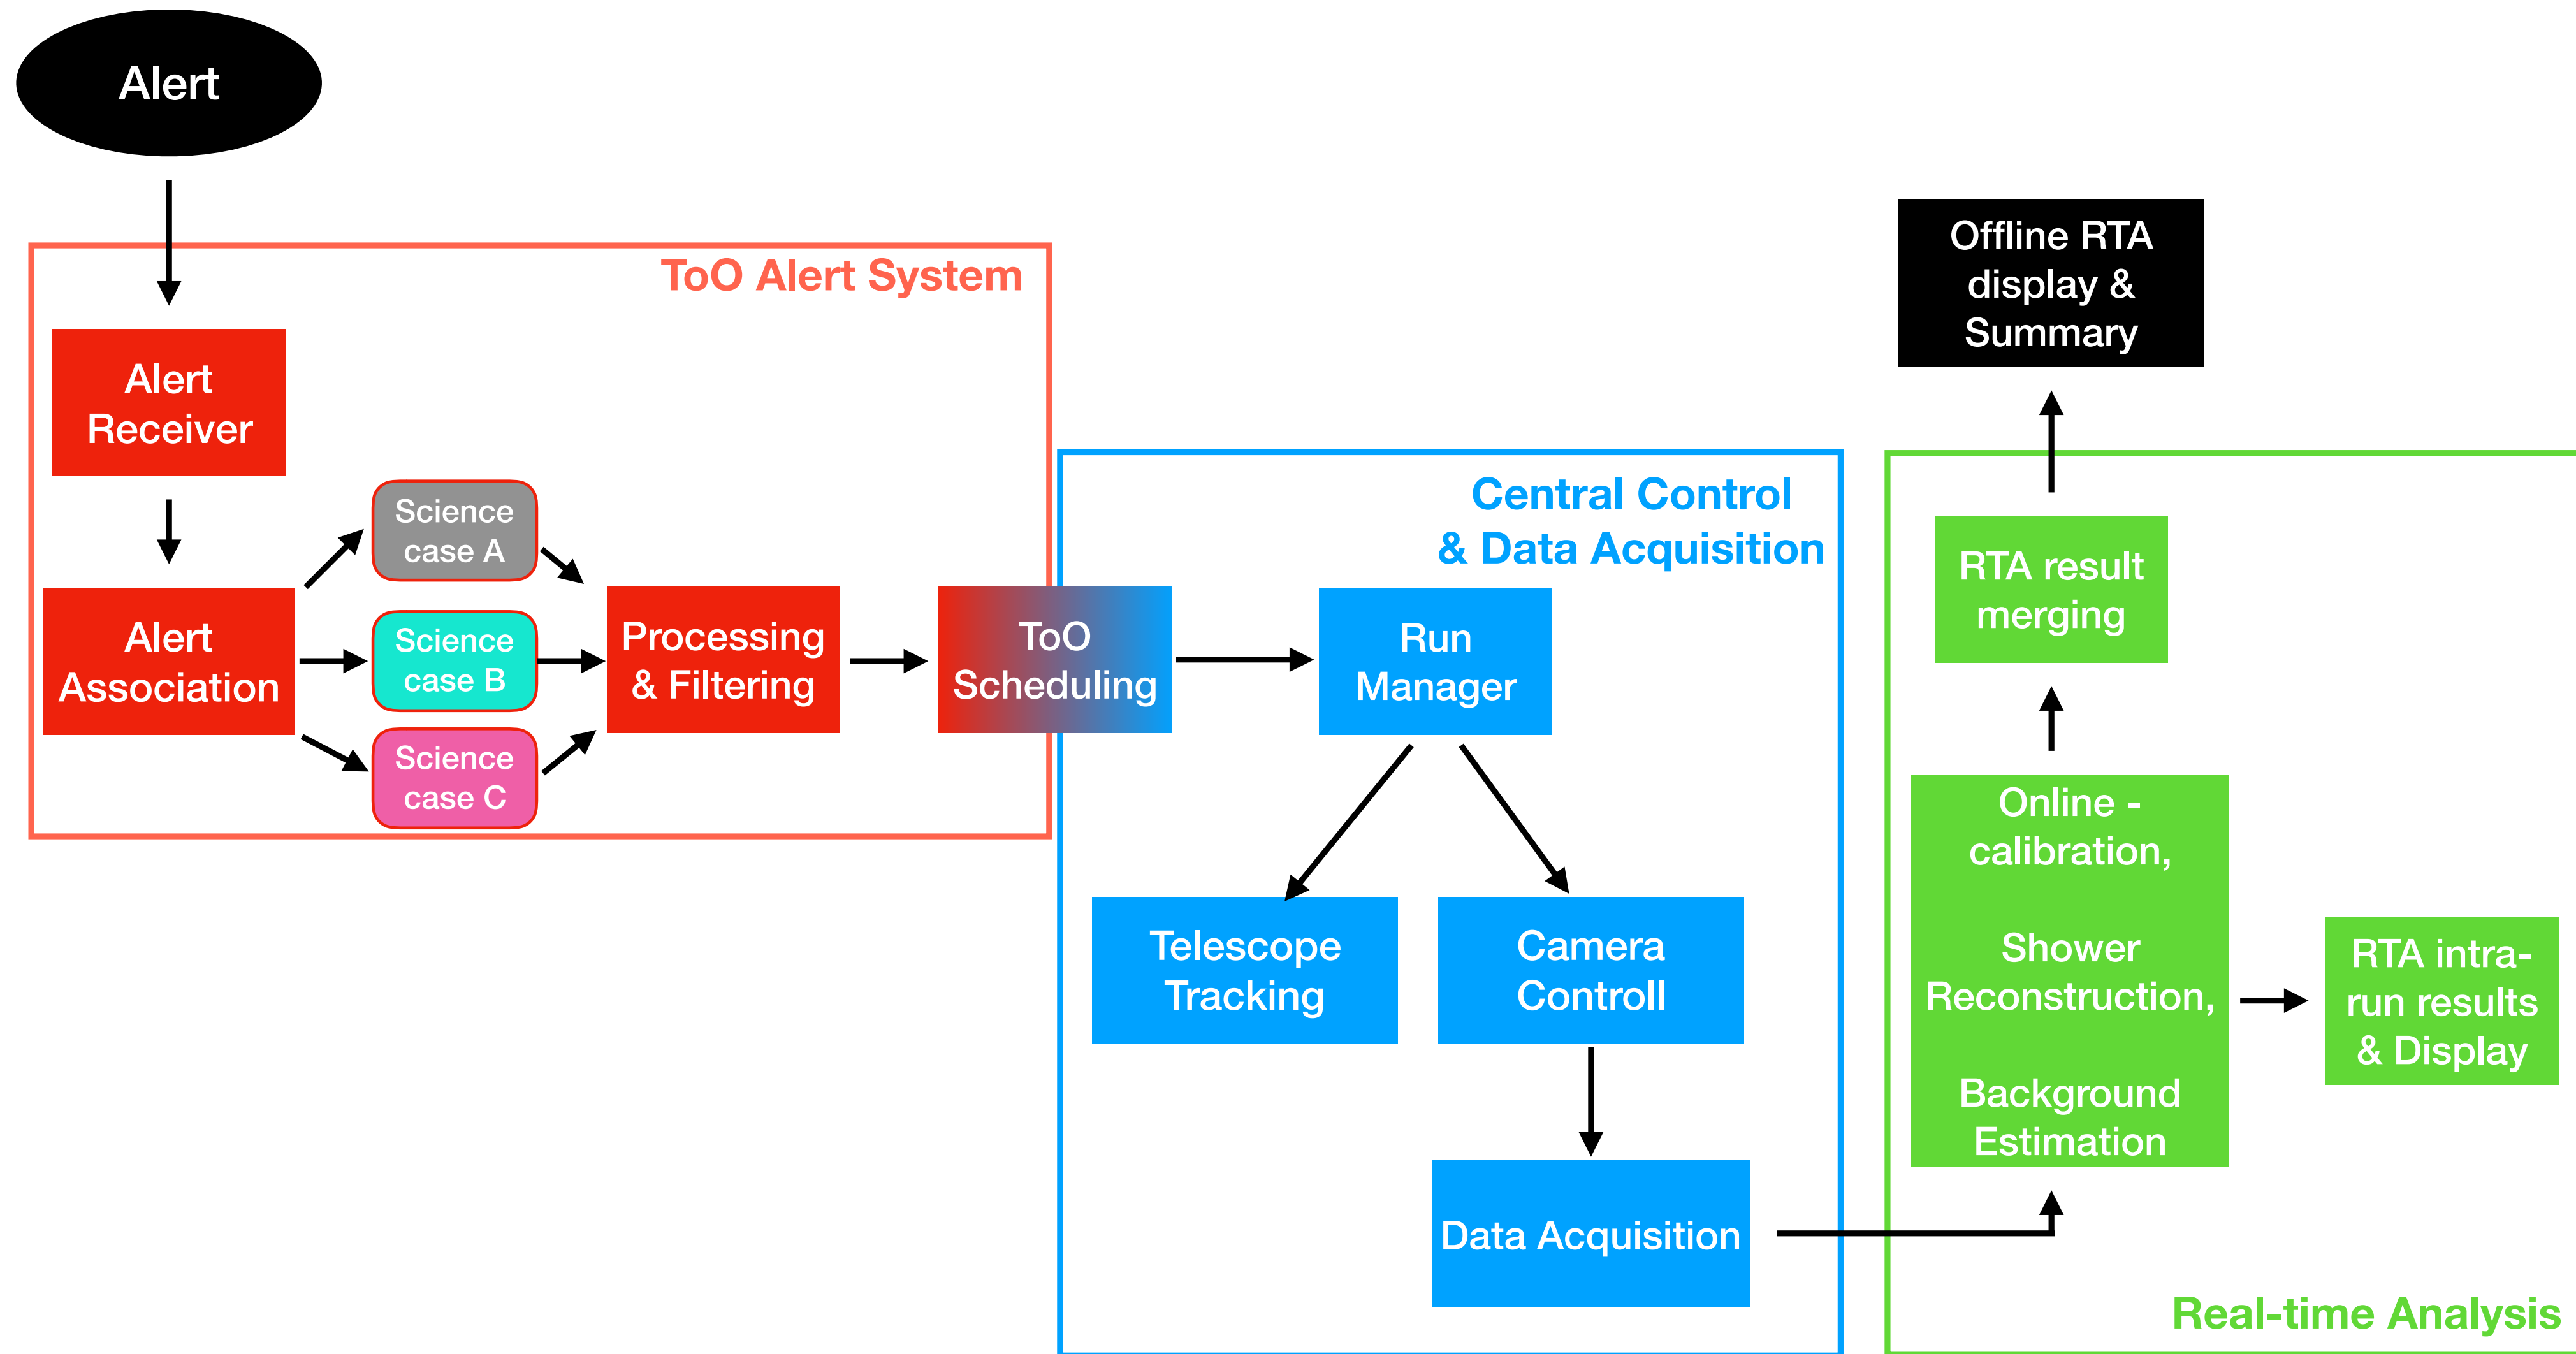 Alert
ToO Alert System
Alert
Receiver
Alert
Association
Science
case A
Science
case B
Science
case C
Processing
& Filtering
ToO
Scheduling
Central Control
& Data Acquisition
Run
Manager
Telescope
Tracking
Camera
Controll
Data Acquisition
Offline RTA
display &
Summary
RTA result
merging
Online -
calibration,
Shower
Reconstruction,
Background
Estimation
RTA intra-
run results
& Display
Real-time Analysis